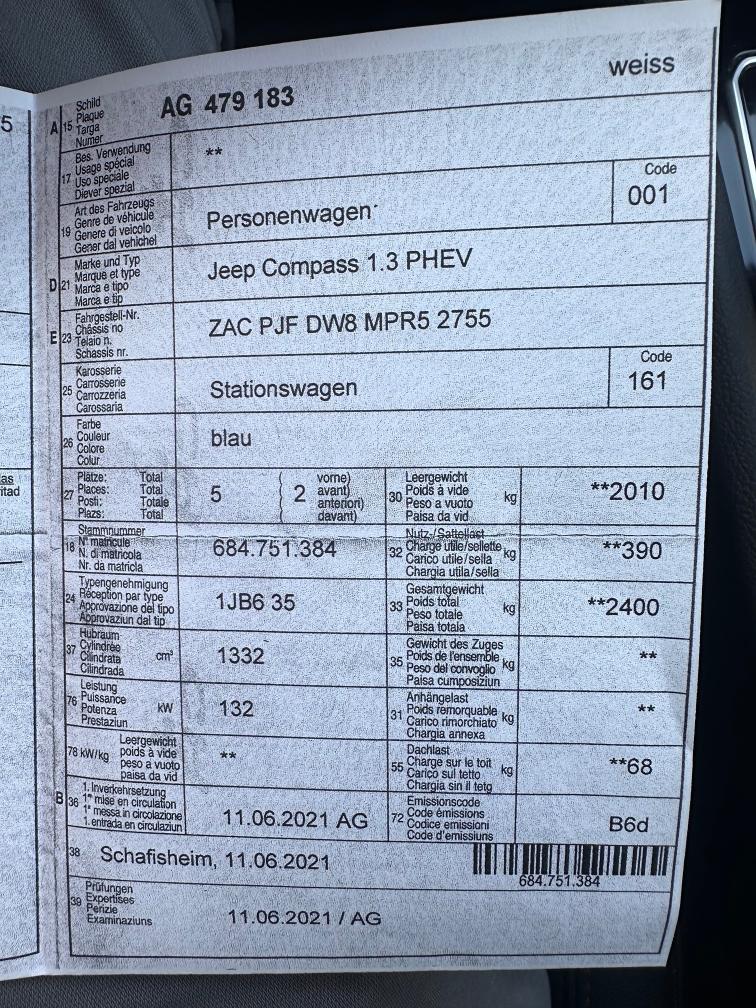 5
as
itad
weiss
A 15 Schild
Plaque
Targa
Numer
AG 479 183
17 Bes. Verwendung
Usage spécial
Uso speciale
Diever spezial
**
19 Art des Fahrzeugs
Genre de véhicule
Genere di veicolo
Gener dal vehichel
Personenwagen
Code
001
D 21 Marke und Typ
Marque et type
Marca e tipo
Marca e tip
Jeep Compass 1.3 PHEV
E 23 Fahrgestell-Nr.
Châssis no
Telaio n.
Schassis nr.
ZAC PJF DW8 MPR5 2755
25 Karosserie
Carrosserie
Carrozzeria
Carossaria
Stationswagen
Code
161
26 Farbe
Couleur
Colore
Colur
blau
27 Plätze: Total
Places: Total
Posti: Totale
Plazs: Total
5
( 2 vorne)
avant)
anteriori)
davant)
30 Leergewicht
Poids à vide
Peso a vuoto
Paisa da vid
kg
**2010
18 Stammnummer
N° matricule
N. di matricola
Nr. da matricla
684.751.384
32 Nutz-/Sattellast
Charge utile/sellette
Carico utile/sella
Chargia utila/sella
kg
**390
24 Typengenehmigung
Réception par type
Approvazione del tipo
Approvaziun dal tip
1JB6 35
33 Gesamtgewicht
Poids total
Peso totale
Paisa totala
kg
**2400
37 Hubraum
Cylindrée
Cilindrata
Cilindrada
cm³
1332
35 Gewicht des Zuges
Poids de l'ensemble
Peso del convoglio
Paisa cumposiziun
kg
**
76 Leistung
Puissance
Potenza
Prestaziun
kW
132
31 Anhängelast
Poids remorquable
Carico rimorchiato
Chargia annexa
kg
**
78 kW/kg Leergewicht
poids à vide
peso a vuoto
paisa da vid
**
55 Dachlast
Charge sur le toit
Carico sul tetto
Chargia sin il tetg
kg
**68
B 36 1. Inverkehrsetzung
1re mise en circulation
1a messa in circolazione
1. entrada en circulaziun
11.06.2021 AG
72 Emissionscode
Code émissions
Codice emissioni
Code d'emissiuns
B6d
38 Schafisheim, 11.06.2021
684.751.384
39 Prüfungen
Expertises
Perizie
Examinaziuns
11.06.2021 / AG